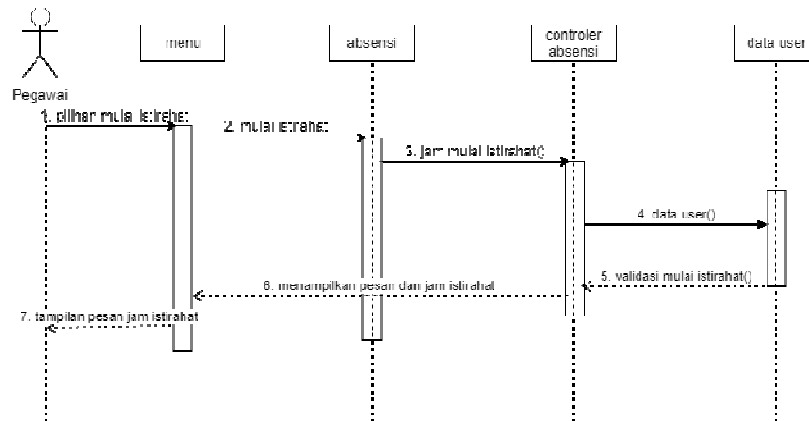 menu
absensi
controler
absensi
data user
Pegawai
1. pilihan mulai istirahat
2. mulai istirahat
3. jam mulai istirahat()
4. data user()
5. validasi mulai istirahat()
6. menampilkan pesan dan jam istirahat
7. tampilan pesan jam istirahat